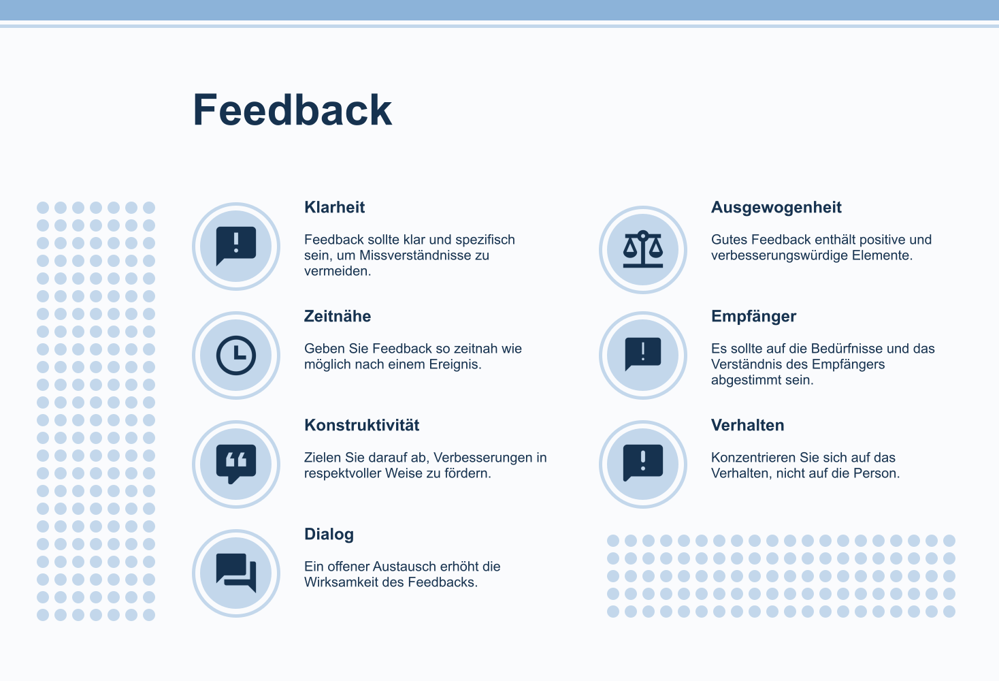 Feedback
Klarheit
Feedback sollte klar und spezifisch
sein, um Missverständnisse zu
vermeiden.
Zeitnähe
Geben Sie Feedback so zeitnah wie
möglich nach einem Ereignis.
Konstruktivität
Zielen Sie darauf ab, Verbesserungen in
respektvoller Weise zu fördern.
Dialog
Ein offener Austausch erhöht die
Wirksamkeit des Feedbacks.
Ausgewogenheit
Gutes Feedback enthält positive und
verbesserungswürdige Elemente.
Empfänger
Es sollte auf die Bedürfnisse und das
Verständnis des Empfängers
abgestimmt sein.
Verhalten
Konzentrieren Sie sich auf das
Verhalten, nicht auf die Person.